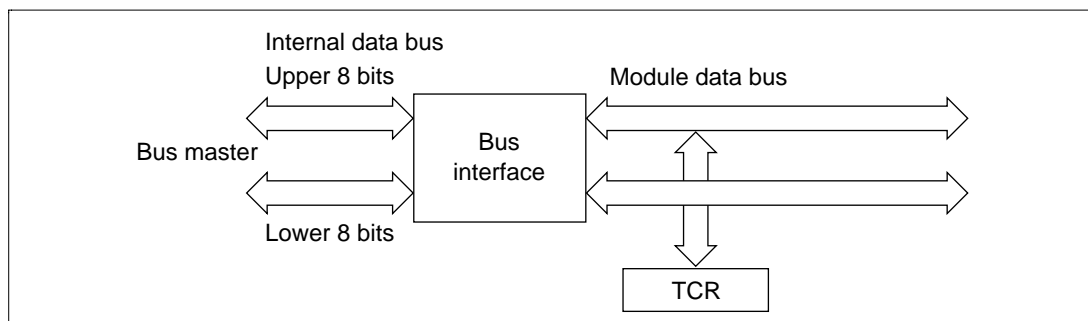 Internal data bus
Upper 8 bits
Module data bus
Bus master
Bus
interface
Lower 8 bits
TCR